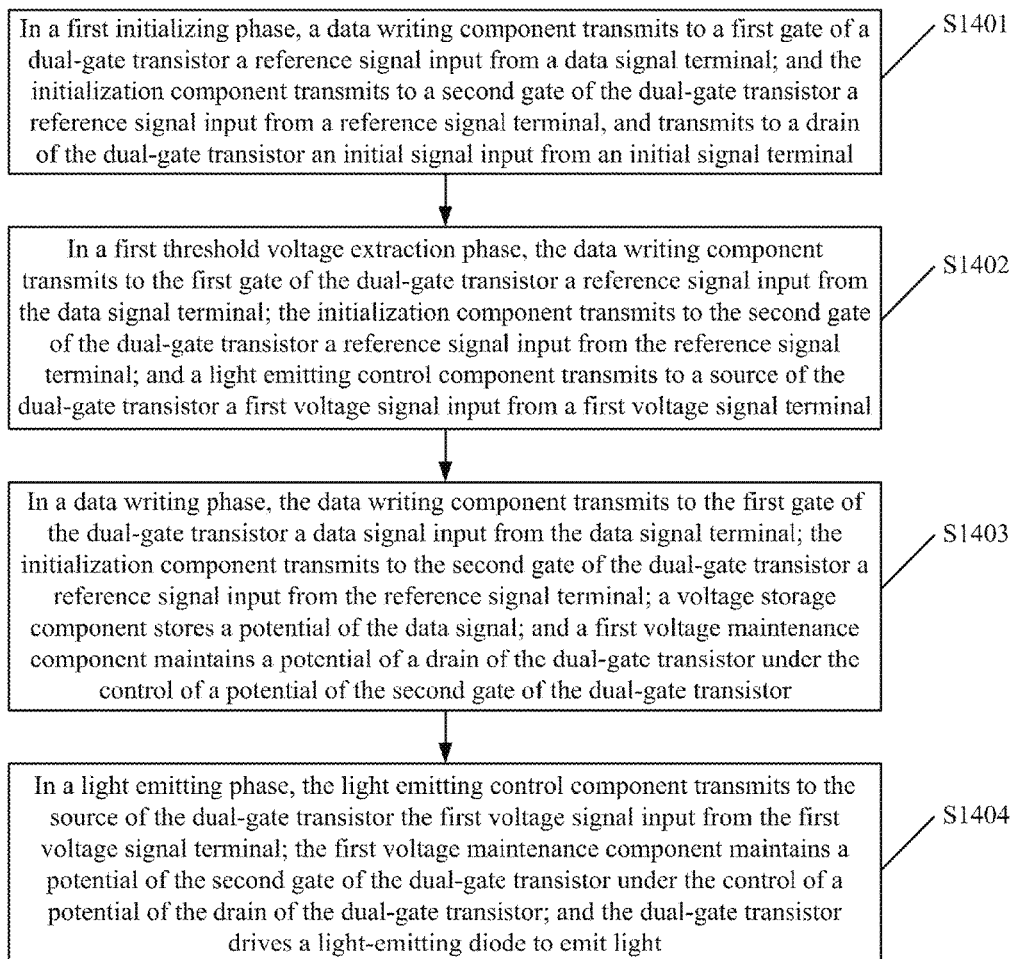 In a first initializing phase, a data writing component transmits to a first gate of a
dual-gate transistor a reference signal input from a data signal terminal; and the
initialization component transmits to a second gate of the dual-gate transistor a
reference signal input from a reference signal terminal, and transmits to a drain
of the dual-gate transistor an initial signal input from an initial signal terminal
S1401
In a first threshold voltage extraction phase, the data writing component
transmits to the first gate of the dual-gate transistor a reference signal input from
the data signal terminal; the initialization component transmits to the second gate
of the dual-gate transistor a reference signal input from the reference signal
terminal; and a light emitting control component transmits to a source of the
dual-gate transistor a first voltage signal input from a first voltage signal terminal
S1402
In a data writing phase, the data writing component transmits to the first gate of
the dual-gate transistor a data signal input from the data signal terminal; the
initialization component transmits to the second gate of the dual-gate transistor a
reference signal input from the reference signal terminal; a voltage storage
component stores a potential of the data signal; and a first voltage maintenance
component maintains a potential of a drain of the dual-gate transistor under the
control of a potential of the second gate of the dual-gate transistor
S1403
In a light emitting phase, the light emitting control component transmits to the
source of the dual-gate transistor the first voltage signal input from the first
voltage signal terminal; the first voltage maintenance component maintains a
potential of the second gate of the dual-gate transistor under the control of a
potential of the drain of the dual-gate transistor; and the dual-gate transistor
drives a light-emitting diode to emit light
S1404